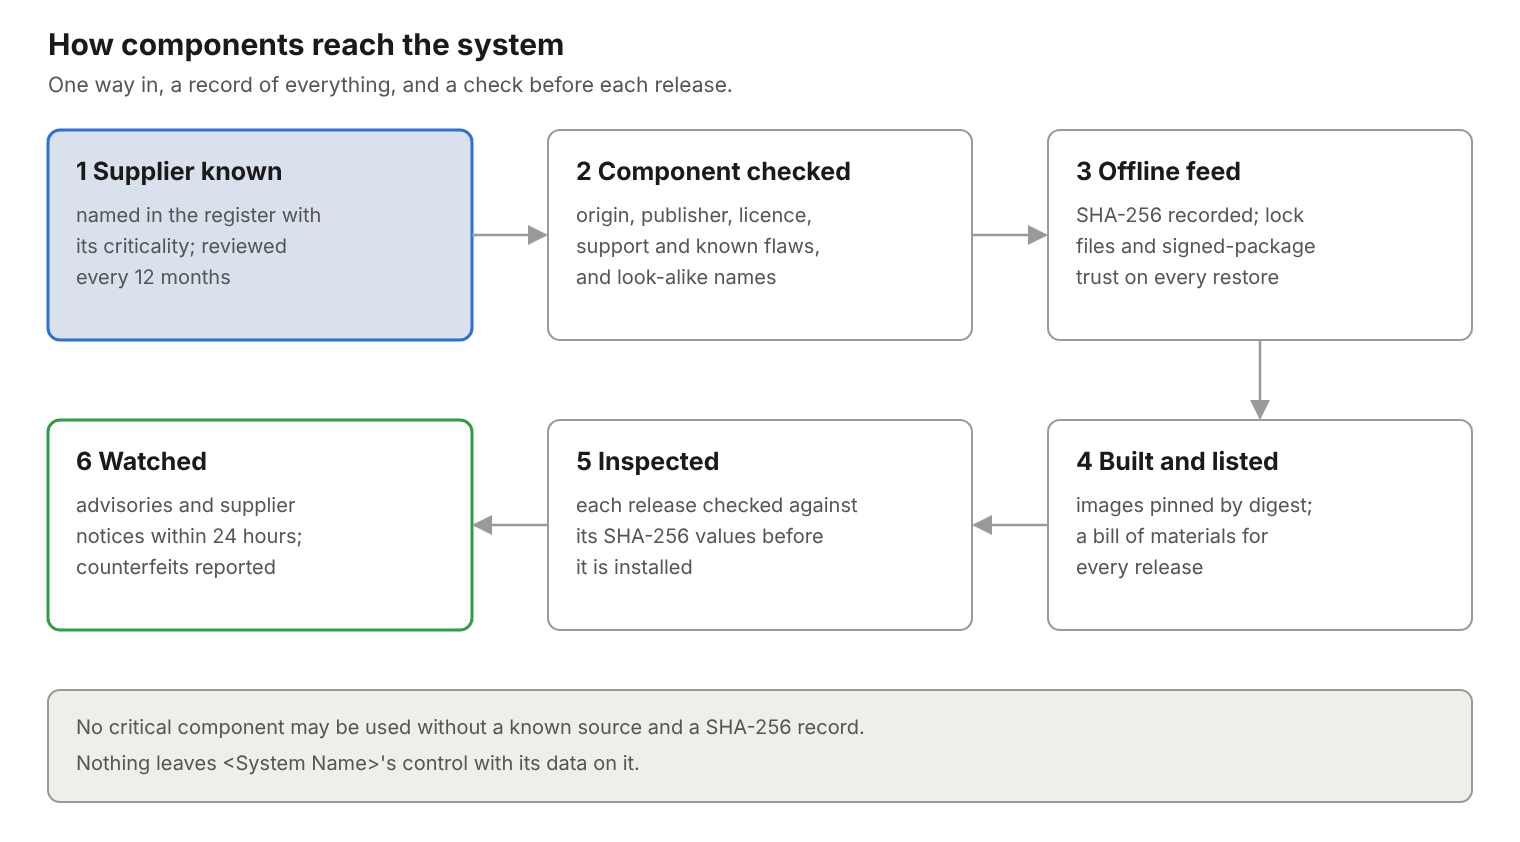 How components reach the system
One way in, a record of everything, and a check before each release.
1 Supplier known
named in the register with
its criticality; reviewed
every 12 months
2 Component checked
origin, publisher, licence,
support and known flaws,
and look-alike names
3 Offline feed
SHA-256 recorded; lock
files and signed-package
trust on every restore
4 Built and listed
images pinned by digest;
a bill of materials for
every release
5 Inspected
each release checked against
its SHA-256 values before
it is installed
6 Watched
advisories and supplier
notices within 24 hours;
counterfeits reported
No critical component may be used without a known source and a SHA-256 record.
Nothing leaves <System Name>'s control with its data on it.